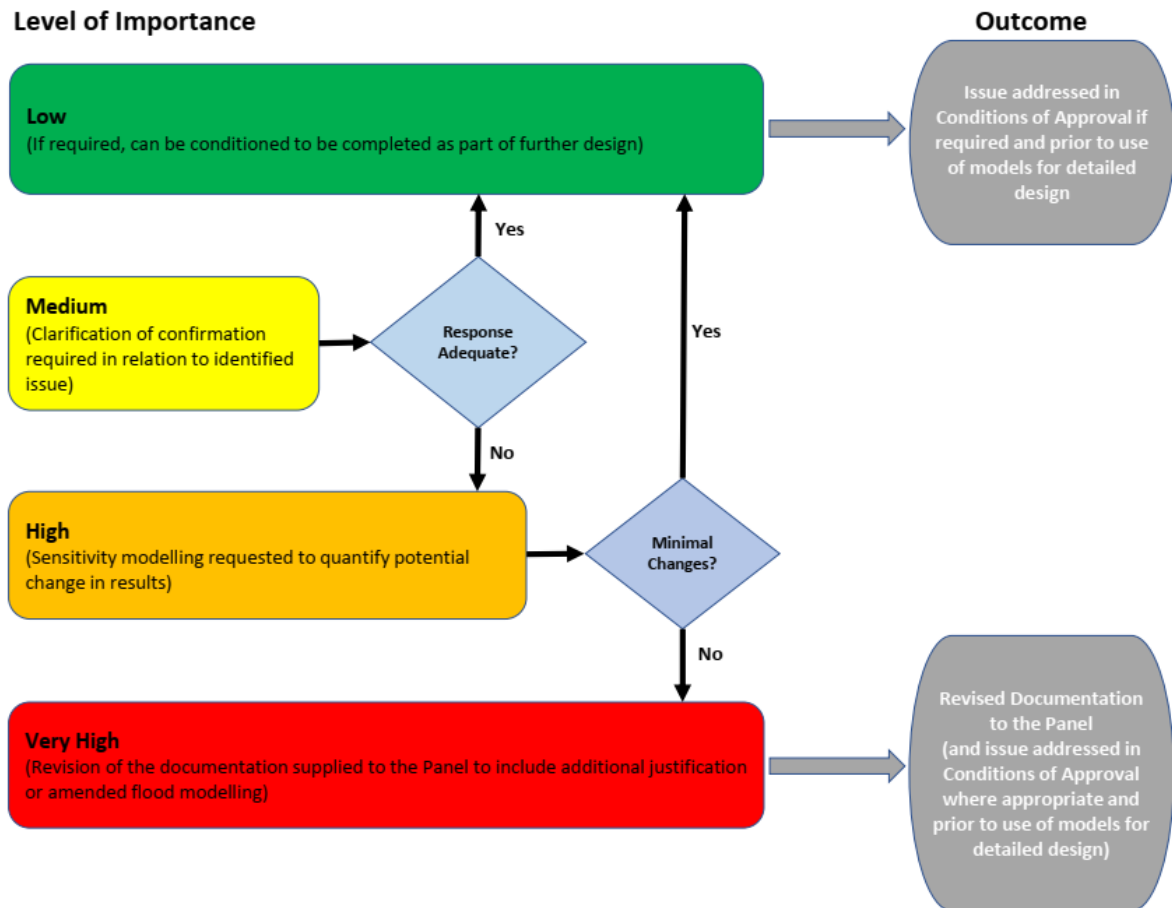 Level of Importance
Outcome
Low
(If required, can be conditioned to be completed as part of further design)
Issue addressed in
Conditions of Approval if
required and prior to use
of models for detailed
design
Yes
Medium
(Clarification of confirmation
required in relation to identified
issue)
Response
Adequate?
Yes
No
High
(Sensitivity modelling requested to quantify potential
change in results)
Minimal
Changes?
No
Very High
(Revision of the documentation supplied to the Panel to include additional justification
or amended flood modelling)
Revised Documentation
to the Panel
(and issue addressed in
Conditions of Approval
where appropriate and
prior to use of models for
detailed design)